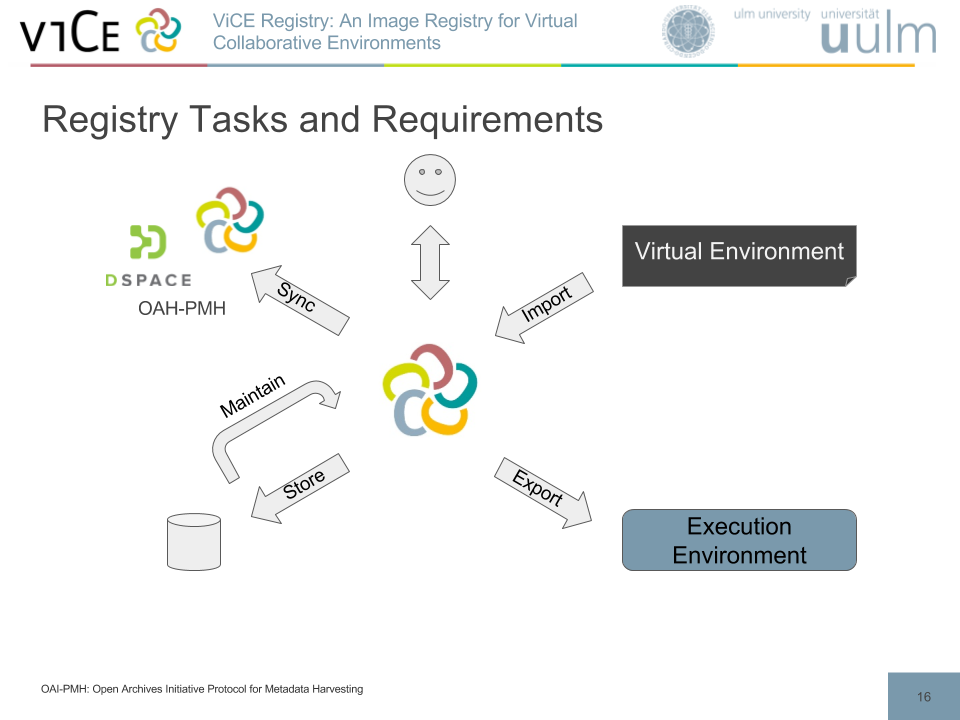 V1CE
ViCE Registry: An Image Registry for Virtual
Collaborative Environments
ulm university universität
uulm
Registry Tasks and Requirements
Virtual Environment
DSPACE
OAH-PMH
Sync
Import
Maintain
Store
Export
Execution
Environment
OAI-PMH: Open Archives Initiative Protocol for Metadata Harvesting
16